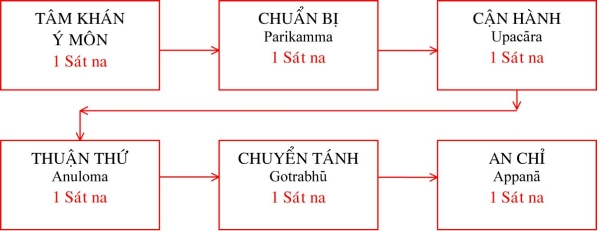 TÂM KHÁN
Ý MÔN
1 Sát na
CHUẨN BỊ
Parikamma
1 Sát na
CẬN HÀNH
Upacāra
1 Sát na
THUẬN THỨ
Anuloma
1 Sát na
CHUYỂN TÁNH
Gotrabhū
1 Sát na
AN CHỈ
Appanā
1 Sát na